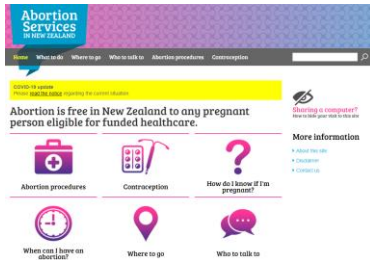 Abortion
Services
IN NEW ZEALAND
Home What to do Where to go Who to talk to Abortion procedures Contraception
COVID-19 update
Please read the notice regarding the current situation.
Abortion is free in New Zealand to any pregnant
person eligible for funded healthcare.
Sharing a computer?
How to hide your visit to this site
More information
About this site
Disclaimer
Contact us
Abortion procedures
Contraception
How do I know if I'm
pregnant?
When can I have an
abortion?
Where to go
Who to talk to